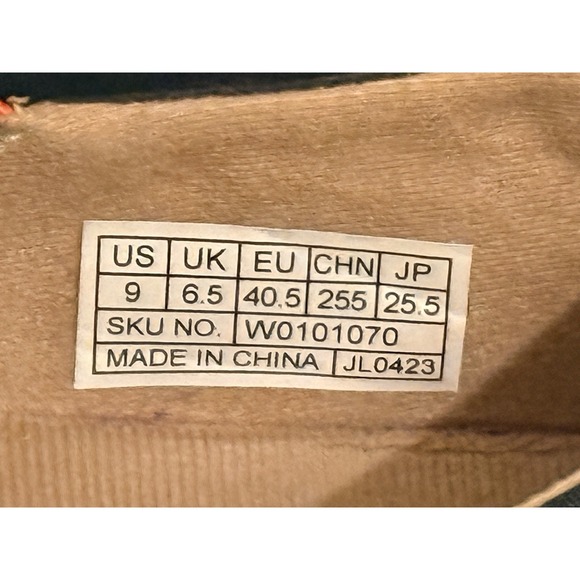 US UK EU CHN JP
9 6.5 40.5 255 25.5
SKU NO. W0101070
MADE IN CHINA JL0423